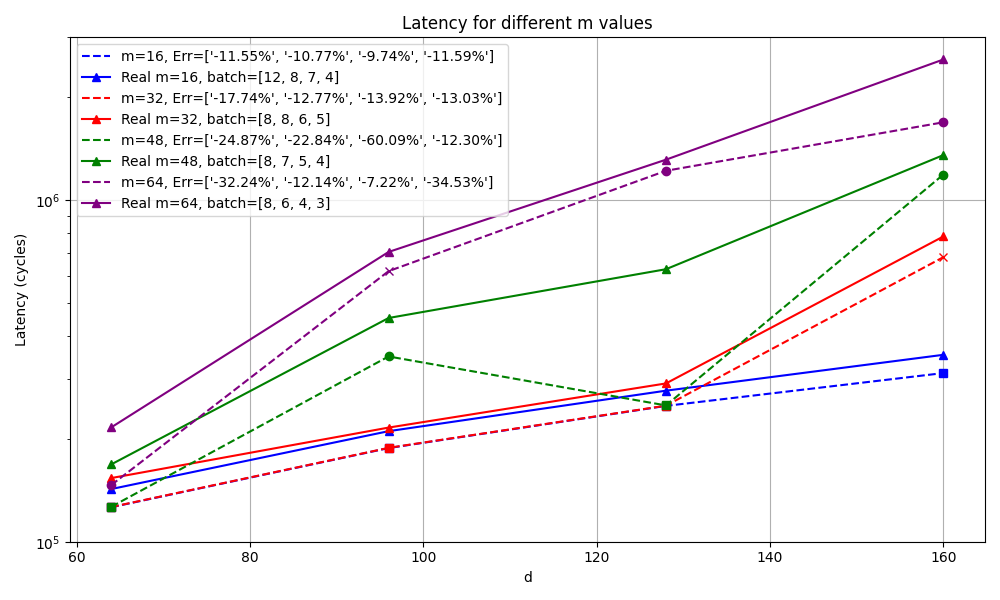 Latency for different m values
m=16, Err=['-11.55%', '-10.77%', '-9.74%', '-11.59%']
Real m=16, batch=[12, 8, 7, 4]
m=32, Err=['-17.74%', '-12.77%', '-13.92%', '-13.03%']
Real m=32, batch=[8, 8, 6, 5]
m=48, Err=['-24.87%', '-22.84%', '-60.09%', '-12.30%']
Real m=48, batch=[8, 7, 5, 4]
m=64, Err=['-32.24%', '-12.14%', '-7.22%', '-34.53%']
Real m=64, batch=[8, 6, 4, 3]
Latency (cycles)
10^6
10^5
60 80 100 120 140 160
d